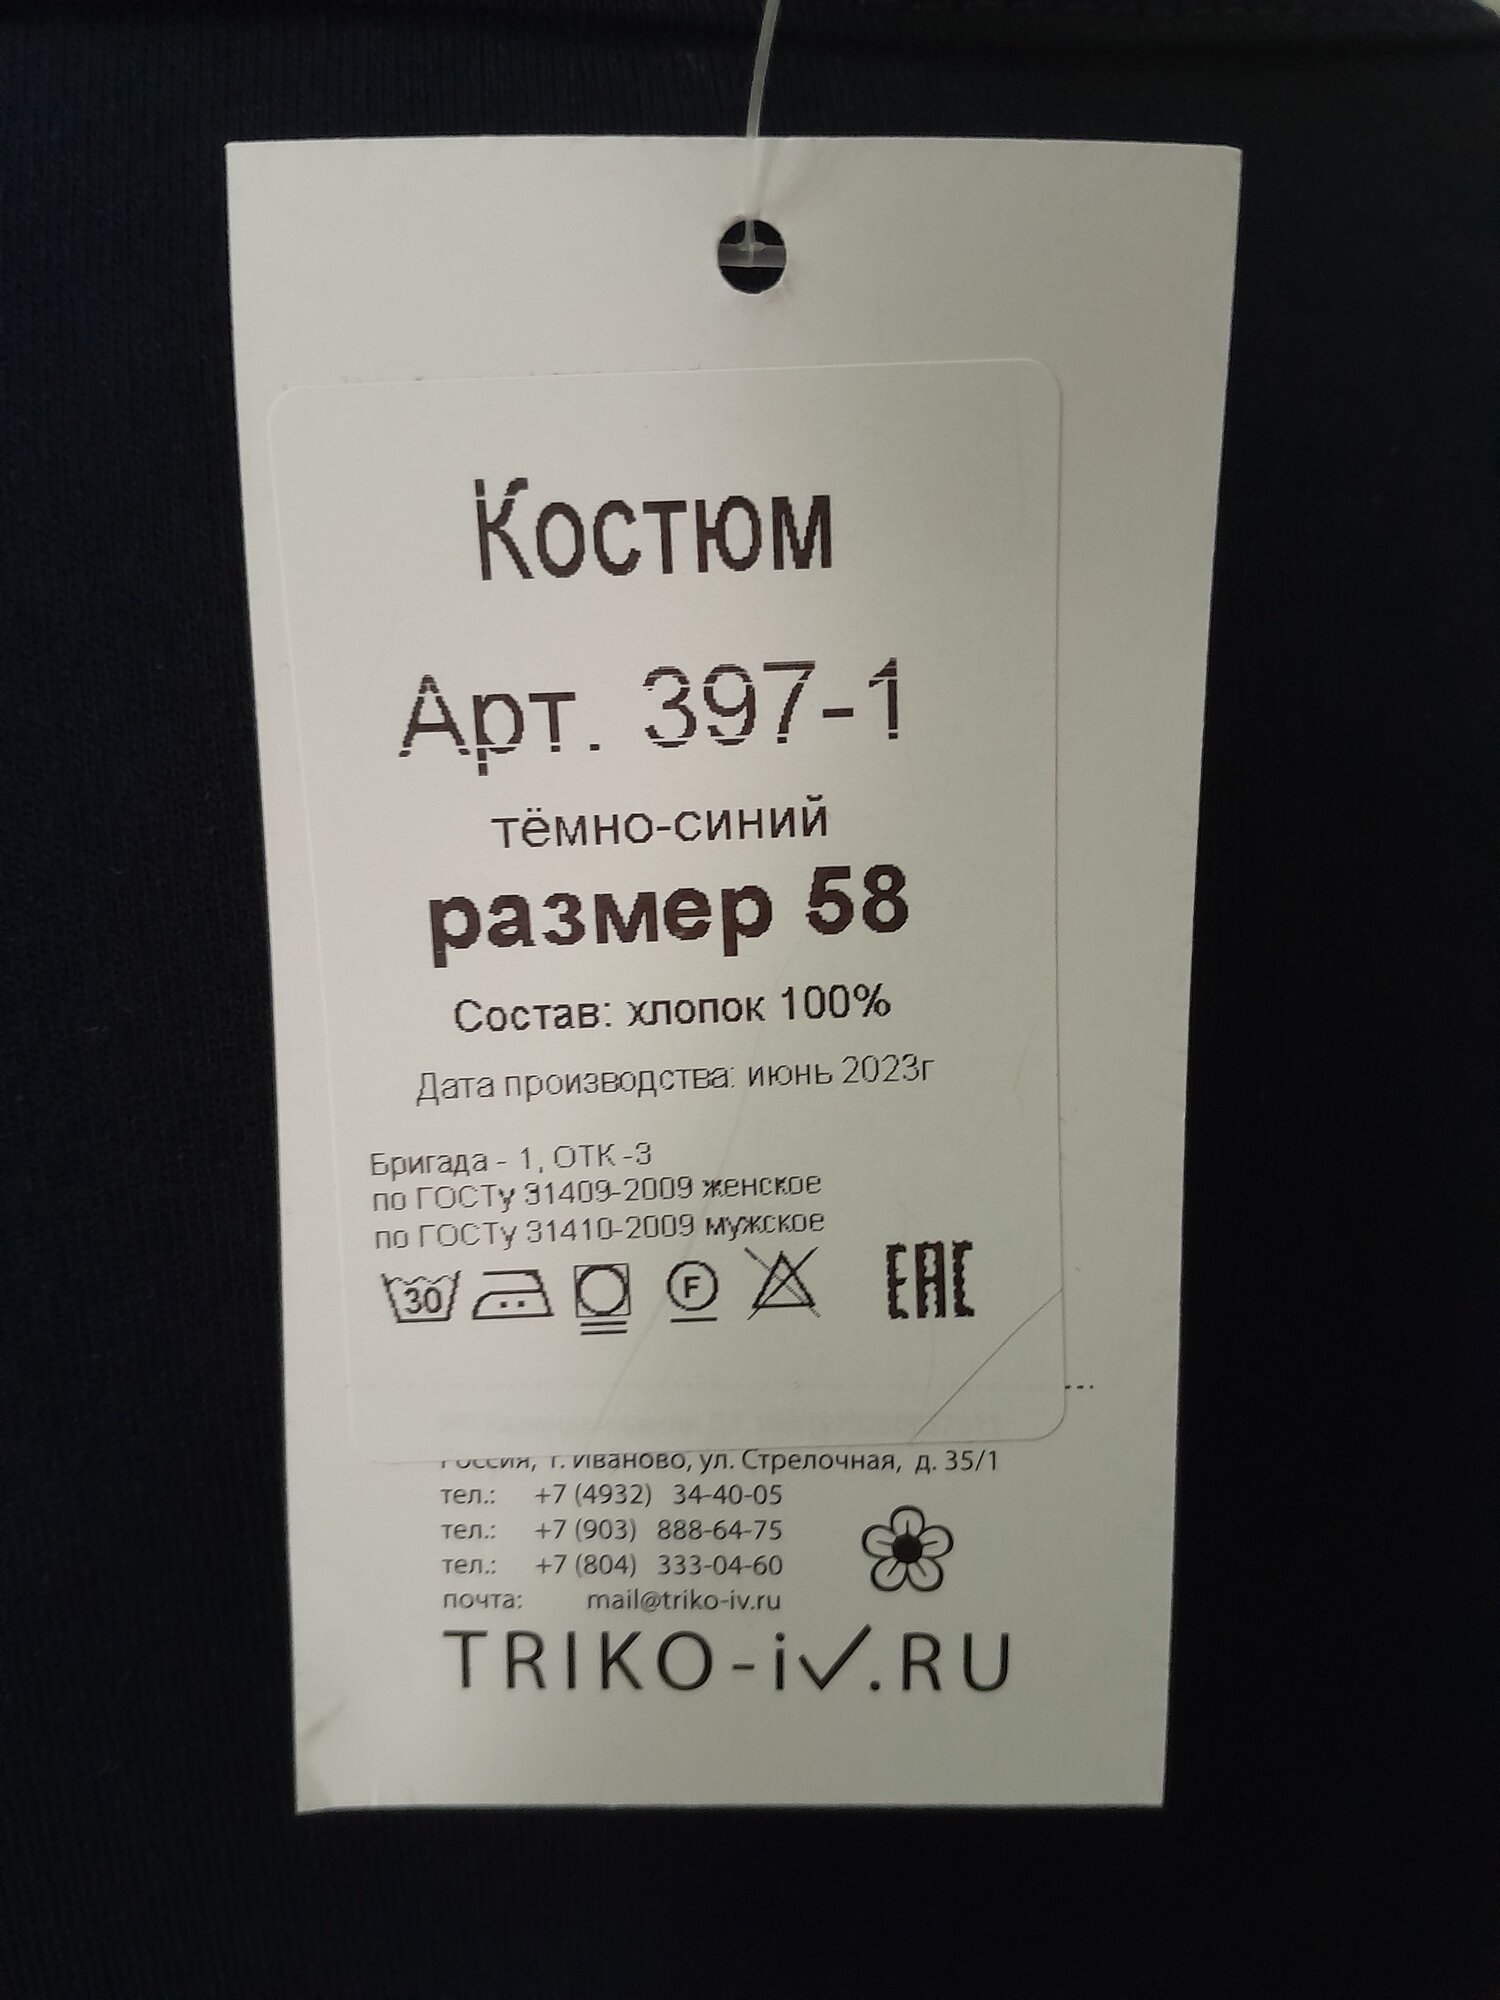 Костюм
Арт. 397-1
тёмно-синий
размер 58
Состав: хлопок 100%
Дата производства: июнь 2023г
Бригада - 1, ОТК -3
по ГОСТу 31409-2009 женское
по ГОСТу 31410-2009 мужское
30 F EAC
Россия, г. Иваново, ул. Стрелочная, д. 35/1
тел.: +7 (4932) 34-40-05
тел.: +7 (903) 888-64-75
тел.: +7 (804) 333-04-60
почта: mail@triko-iv.ru
TRIKO-iv.RU